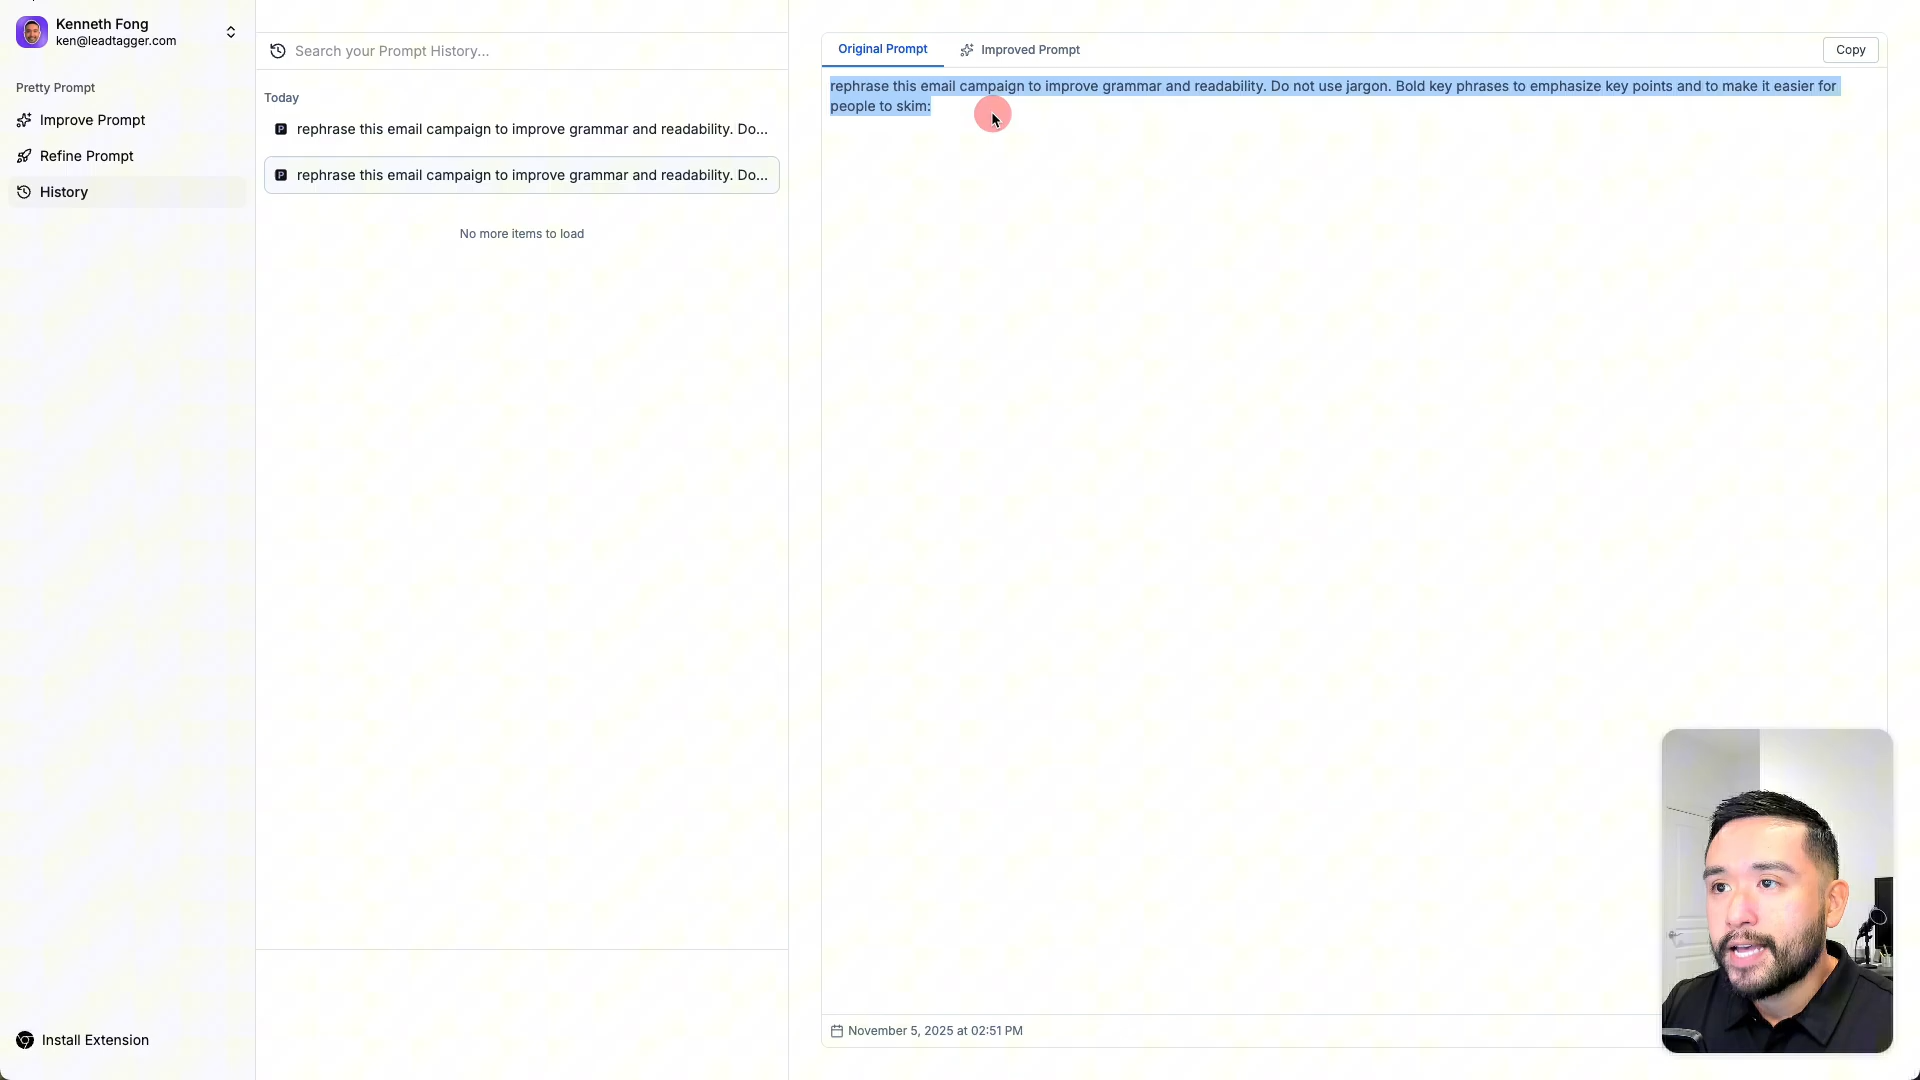 Kenneth Fong
ken@leadtagger.com
Pretty Prompt
Improve Prompt
Refine Prompt
History
Install Extension
Search your Prompt History...
Today
rephrase this email campaign to improve grammar and readability. Do...
rephrase this email campaign to improve grammar and readability. Do...
No more items to load
Original Prompt
Improved Prompt
Copy
rephrase this email campaign to improve grammar and readability. Do not use jargon. Bold key phrases to emphasize key points and to make it easier for
people to skim:
November 5, 2025 at 02:51 PM